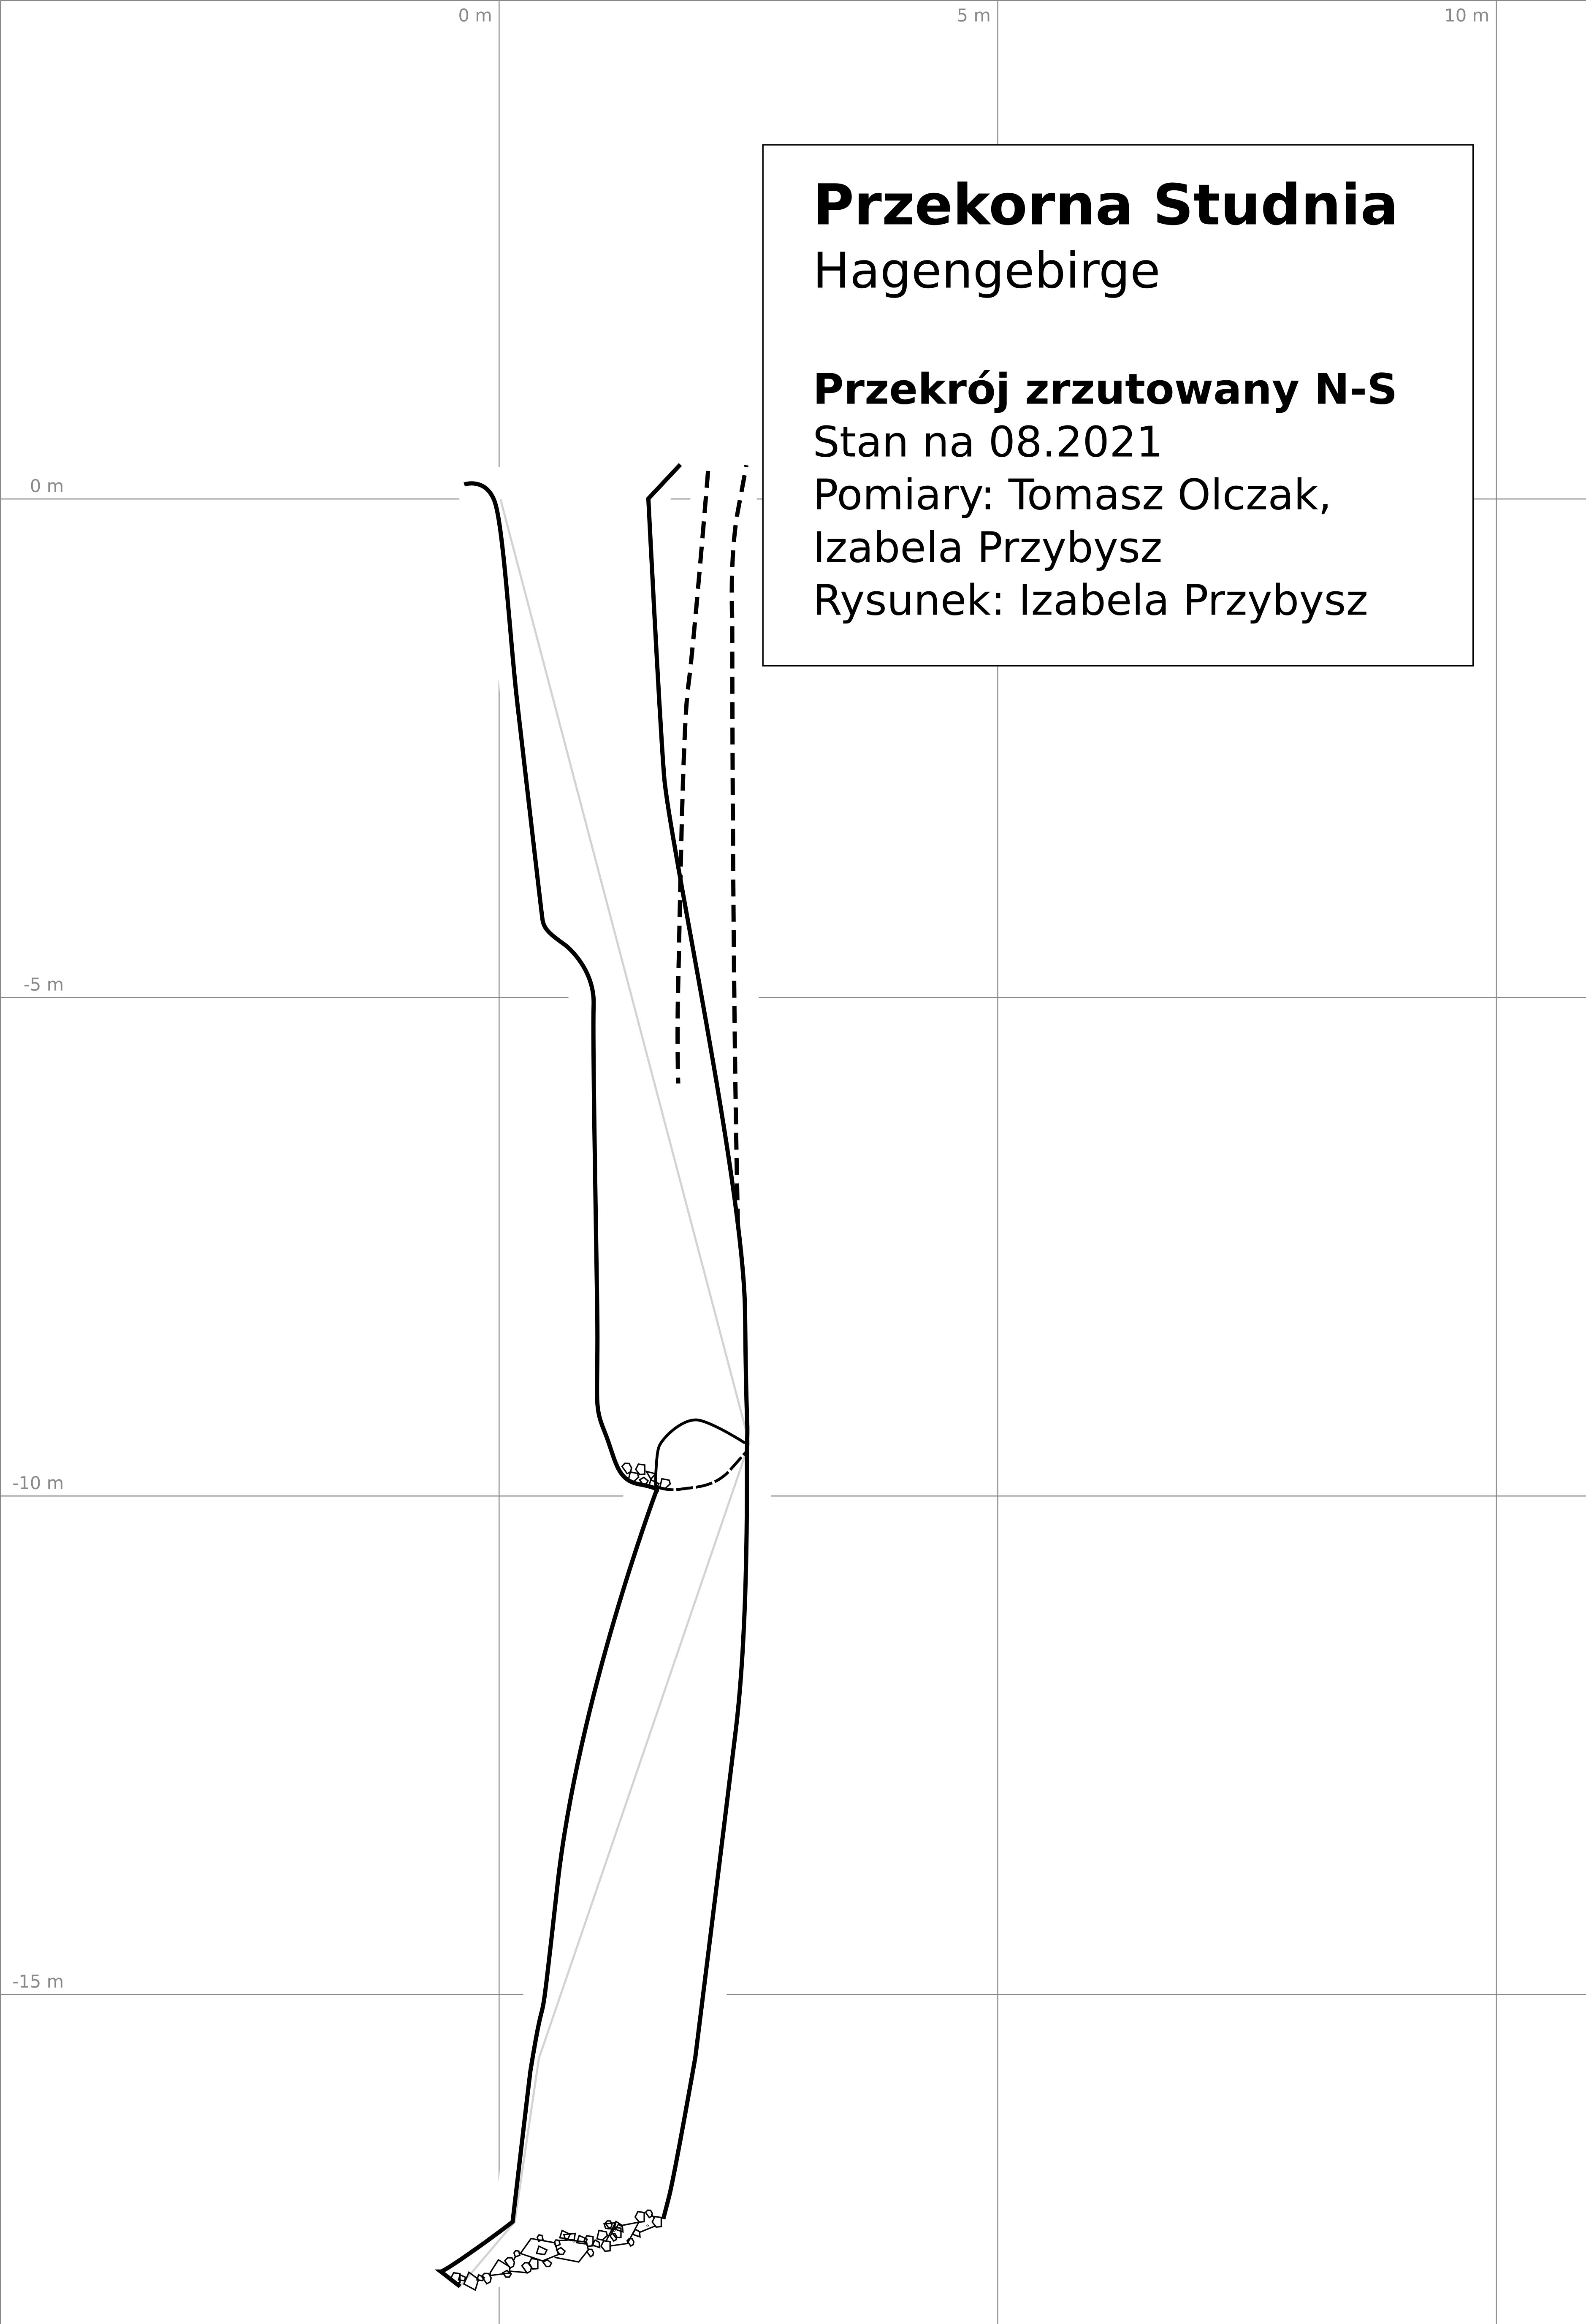 0 m
5 m
10 m
Przekorna Studnia
Hagengebirge
Przekrój zrzutowany N-S
Stan na 08.2021
Pomiary: Tomasz Olczak,
Izabela Przybysz
Rysunek: Izabela Przybysz
0 m
-5 m
-10 m
-15 m